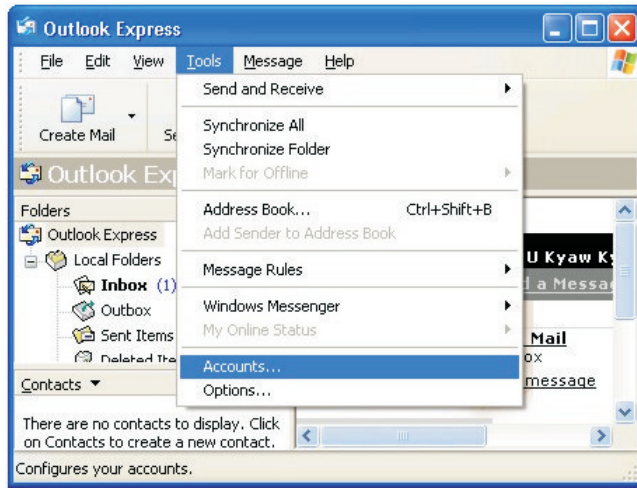 Outlook Express
File Edit View Tools Message Help
Create Mail
Send and Receive
Synchronize All
Synchronize Folder
Mark for Offline
Address Book... Ctrl+Shift+B
Add Sender to Address Book
Message Rules
Windows Messenger
My Online Status
Accounts...
Options...
Folders
Outlook Express
Local Folders
Inbox (1)
Outbox
Sent Items
Contacts
There are no contacts to display. Click
on Contacts to create a new contact.
U Kyaw
Mail
message
Configures your accounts.